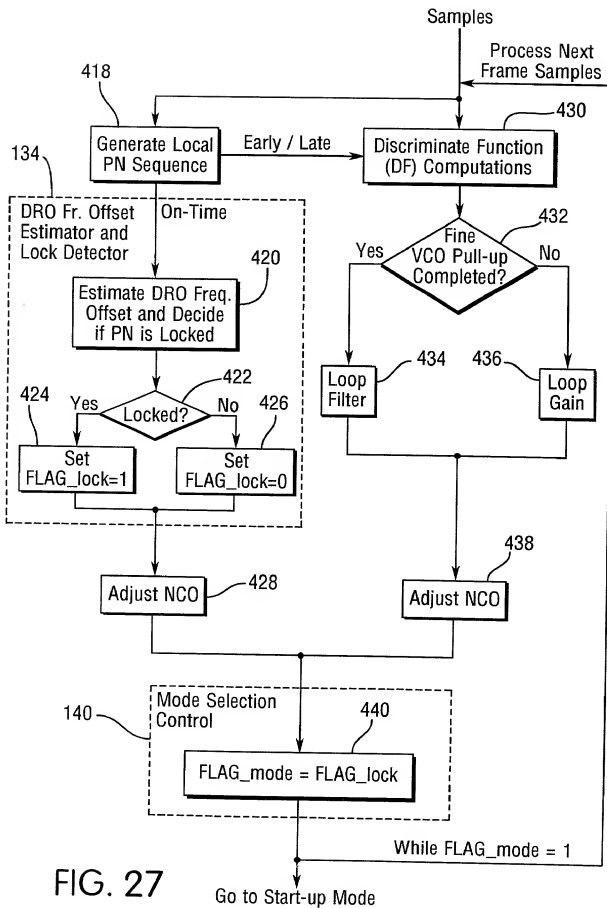 Samples
Process Next
Frame Samples
418
430
Generate Local
PN Sequence
Early / Late
Discriminate Function
(DF) Computations
134
DRO Fr. Offset
Estimator and
Lock Detector
On-Time
432
Fine
VCO Pull-up
Completed?
Yes
No
420
Estimate DRO Freq.
Offset and Decide
if PN is Locked
434
Loop
Filter
436
Loop
Gain
422
Locked?
Yes
No
424
426
Set
FLAG_lock=1
Set
FLAG_lock=0
Adjust NCO
428
438
Adjust NCO
140
Mode Selection
Control
440
FLAG_mode = FLAG_lock
While FLAG_mode = 1
FIG. 27
Go to Start-up Mode